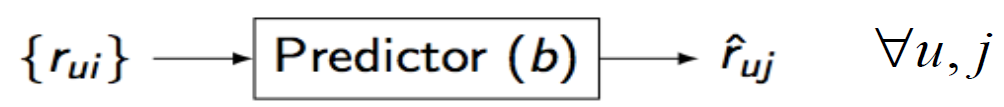 {r_ui} → Predictor (b) → r̂_uj ∀u, j